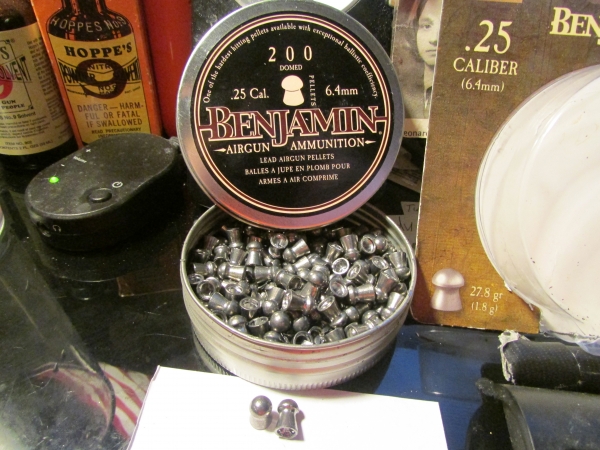 One of the hardest hitting pellets available with exceptional ballistic coefficiency
200
DOMED
PELLETS
.25 Cal. 6.4mm
BENJAMIN
AIRGUN AMMUNITION
LEAD AIRGUN PELLETS
BALLES A JUPE EN PLOMB POUR
ARMES A AIR COMPRIME
HOPPE'S
DANGER — HARM-
FUL OR FATAL
IF SWALLOWED
.25
CALIBER
(6.4mm)
BEN
27.8 gr
(1.8 g)